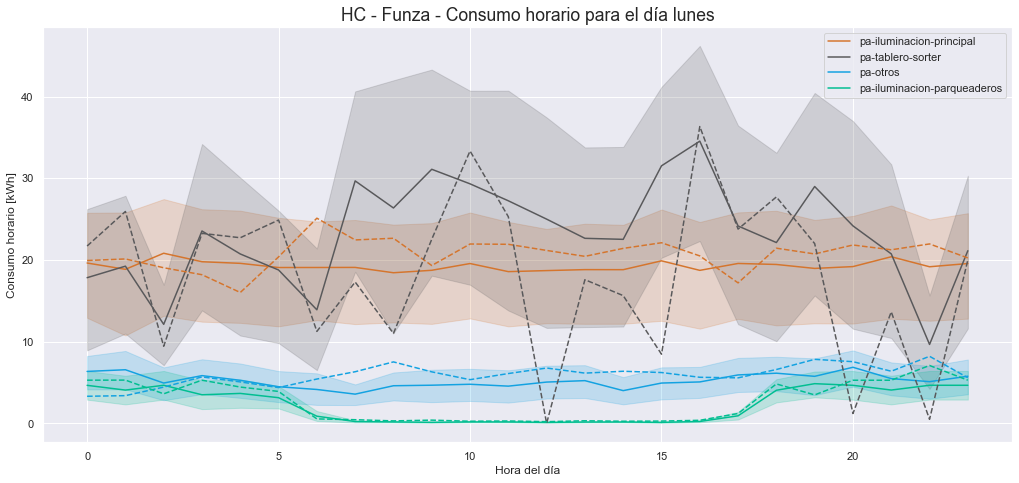 HC - Funza - Consumo horario para el día lunes
pa-iluminacion-principal
pa-tablero-sorter
pa-otros
pa-iluminacion-parqueaderos
Consumo horario [kWh]
40
30
20
10
0
0 5 10 15 20
Hora del día